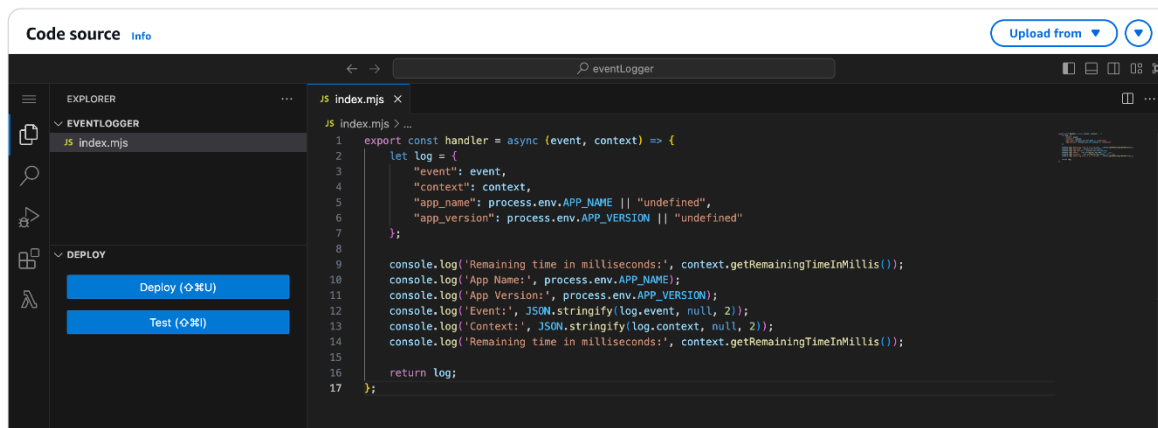 Code source Info
Upload from ▼ ▼
← → eventLogger
EXPLORER ...
EVENTLOGGER
JS index.mjs
DEPLOY
Deploy (⇧⌘U)
Test (⇧⌘I)
JS index.mjs ×
...
JS index.mjs > ...
1 export const handler = async (event, context) => {
2     let log = {
3         "event": event,
4         "context": context,
5         "app_name": process.env.APP_NAME || "undefined",
6         "app_version": process.env.APP_VERSION || "undefined"
7     };
8
9     console.log('Remaining time in milliseconds:', context.getRemainingTimeInMillis());
10     console.log('App Name:', process.env.APP_NAME);
11     console.log('App Version:', process.env.APP_VERSION);
12     console.log('Event:', JSON.stringify(log.event, null, 2));
13     console.log('Context:', JSON.stringify(log.context, null, 2));
14     console.log('Remaining time in milliseconds:', context.getRemainingTimeInMillis());
15
16     return log;
17 };